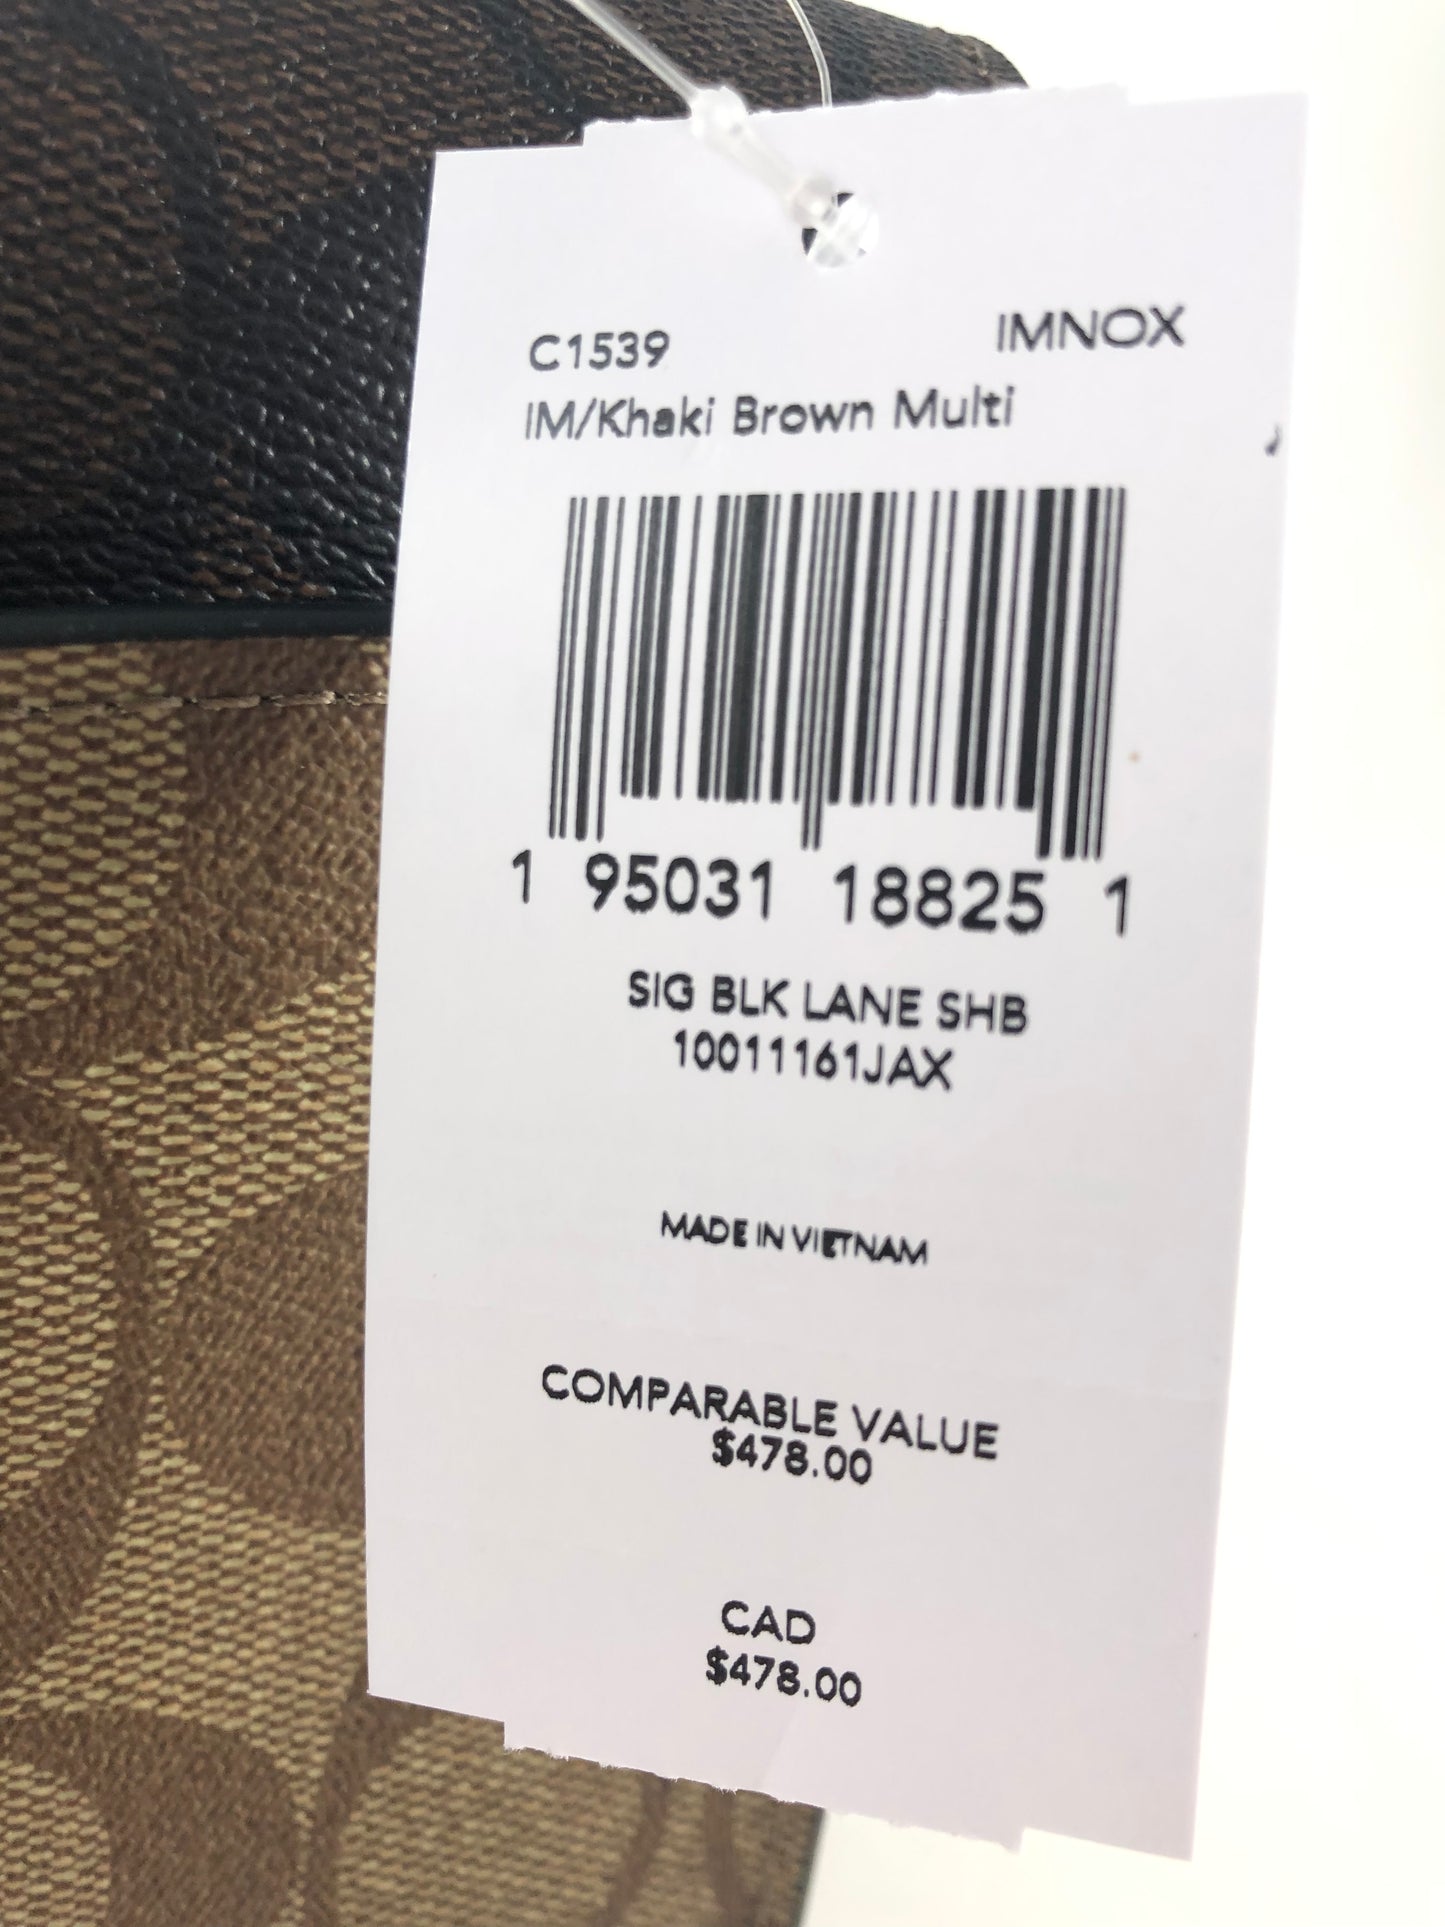 C1539 IMNOX
IM/Khaki Brown Multi
1 95031 18825 1
SIG BLK LANE SHB
10011161JAX
MADE IN VIETNAM
COMPARABLE VALUE
$478.00
CAD
$478.00